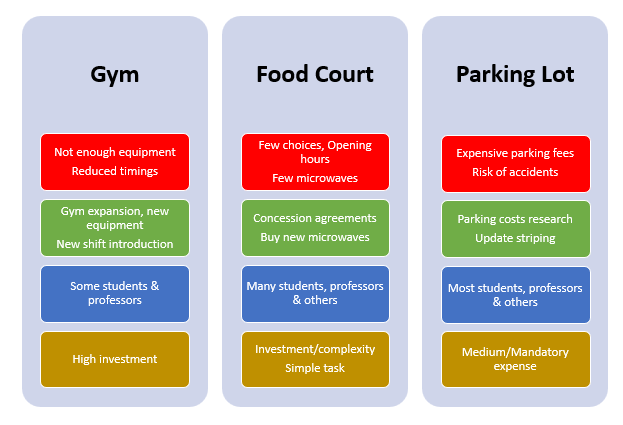 Gym
Not enough equipment
Reduced timings
Gym expansion, new
equipment
New shift introduction
Some students &
professors
High investment
Food Court
Few choices, Opening
hours
Few microwaves
Concession agreements
Buy new microwaves
Many students, professors
& others
Investment/complexity
Simple task
Parking Lot
Expensive parking fees
Risk of accidents
Parking costs research
Update striping
Most students, professors
& others
Medium/Mandatory
expense